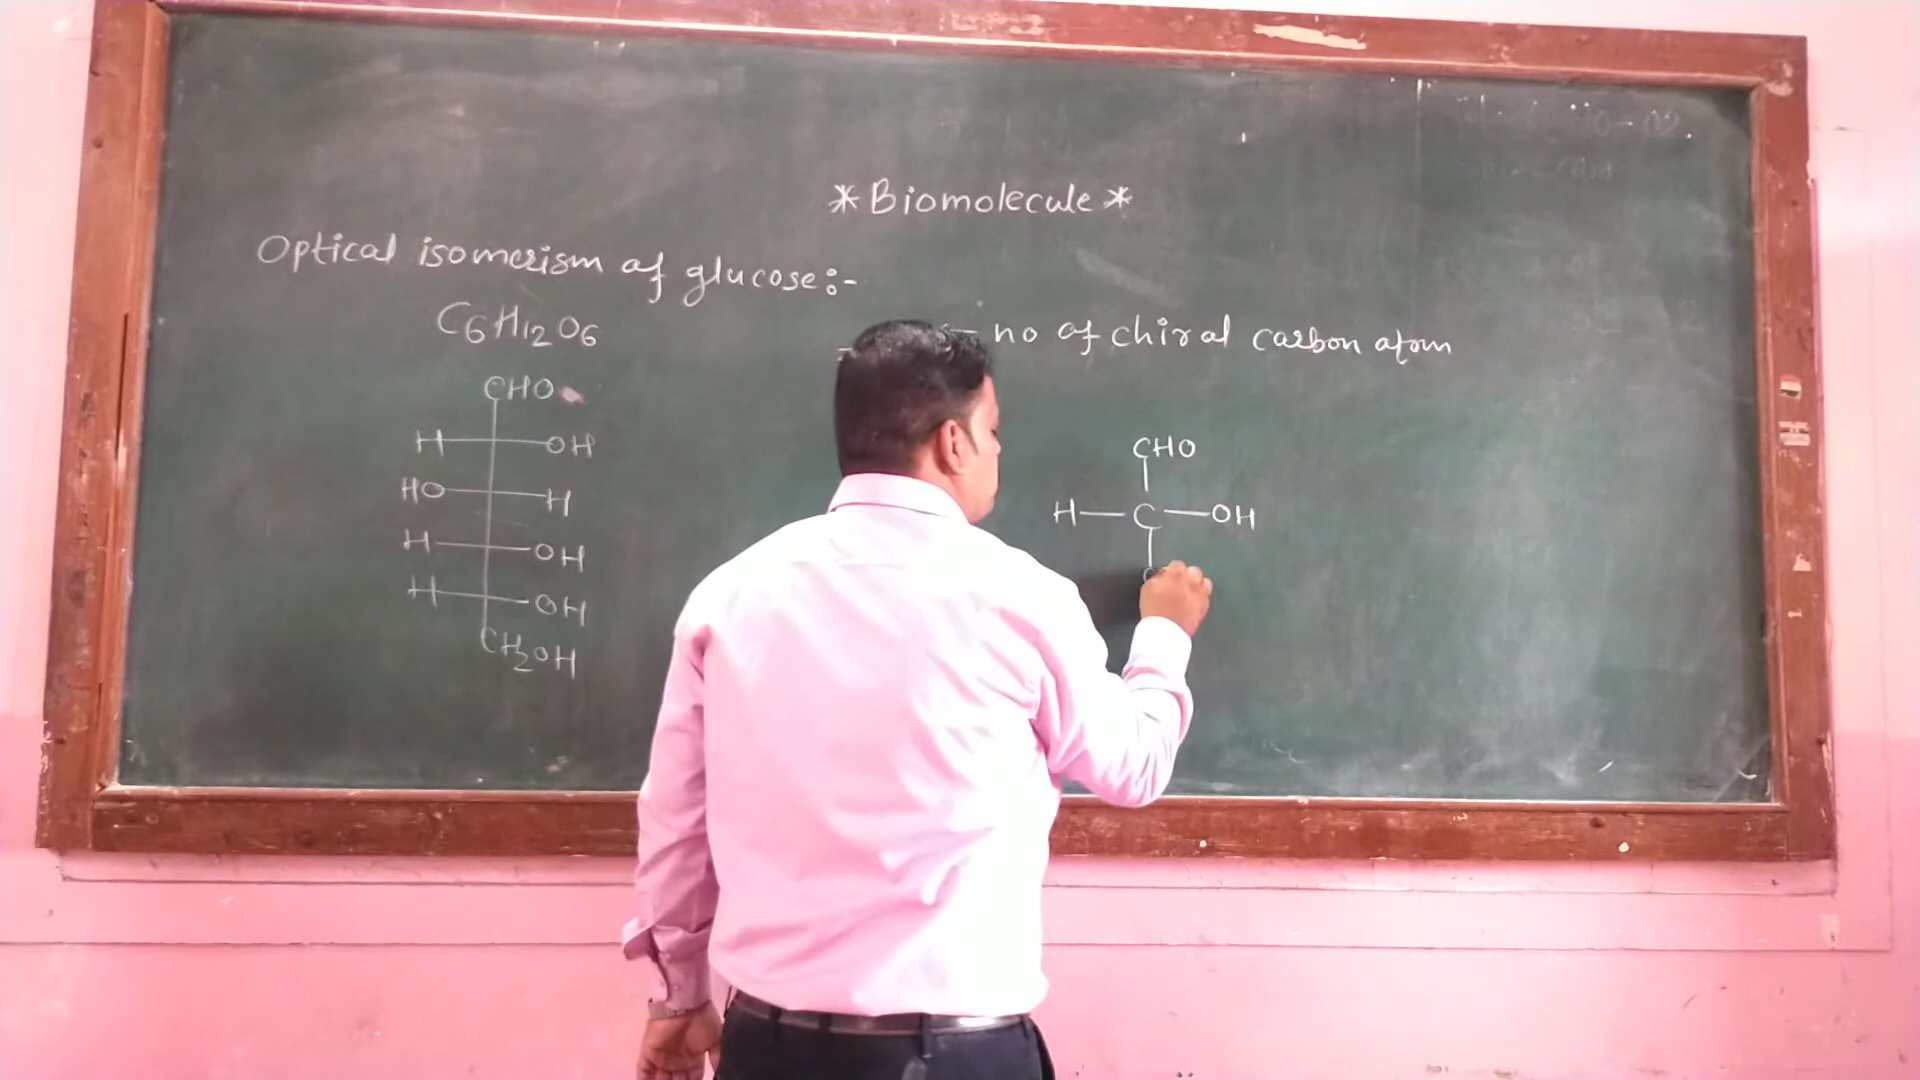 *Biomolecule*
Optical isomerism of glucose:-
C6H12O6
no of chiral carbon atom
CHO
H OH
HO H
H OH
H OH
CH2OH
CHO
H—C—OH